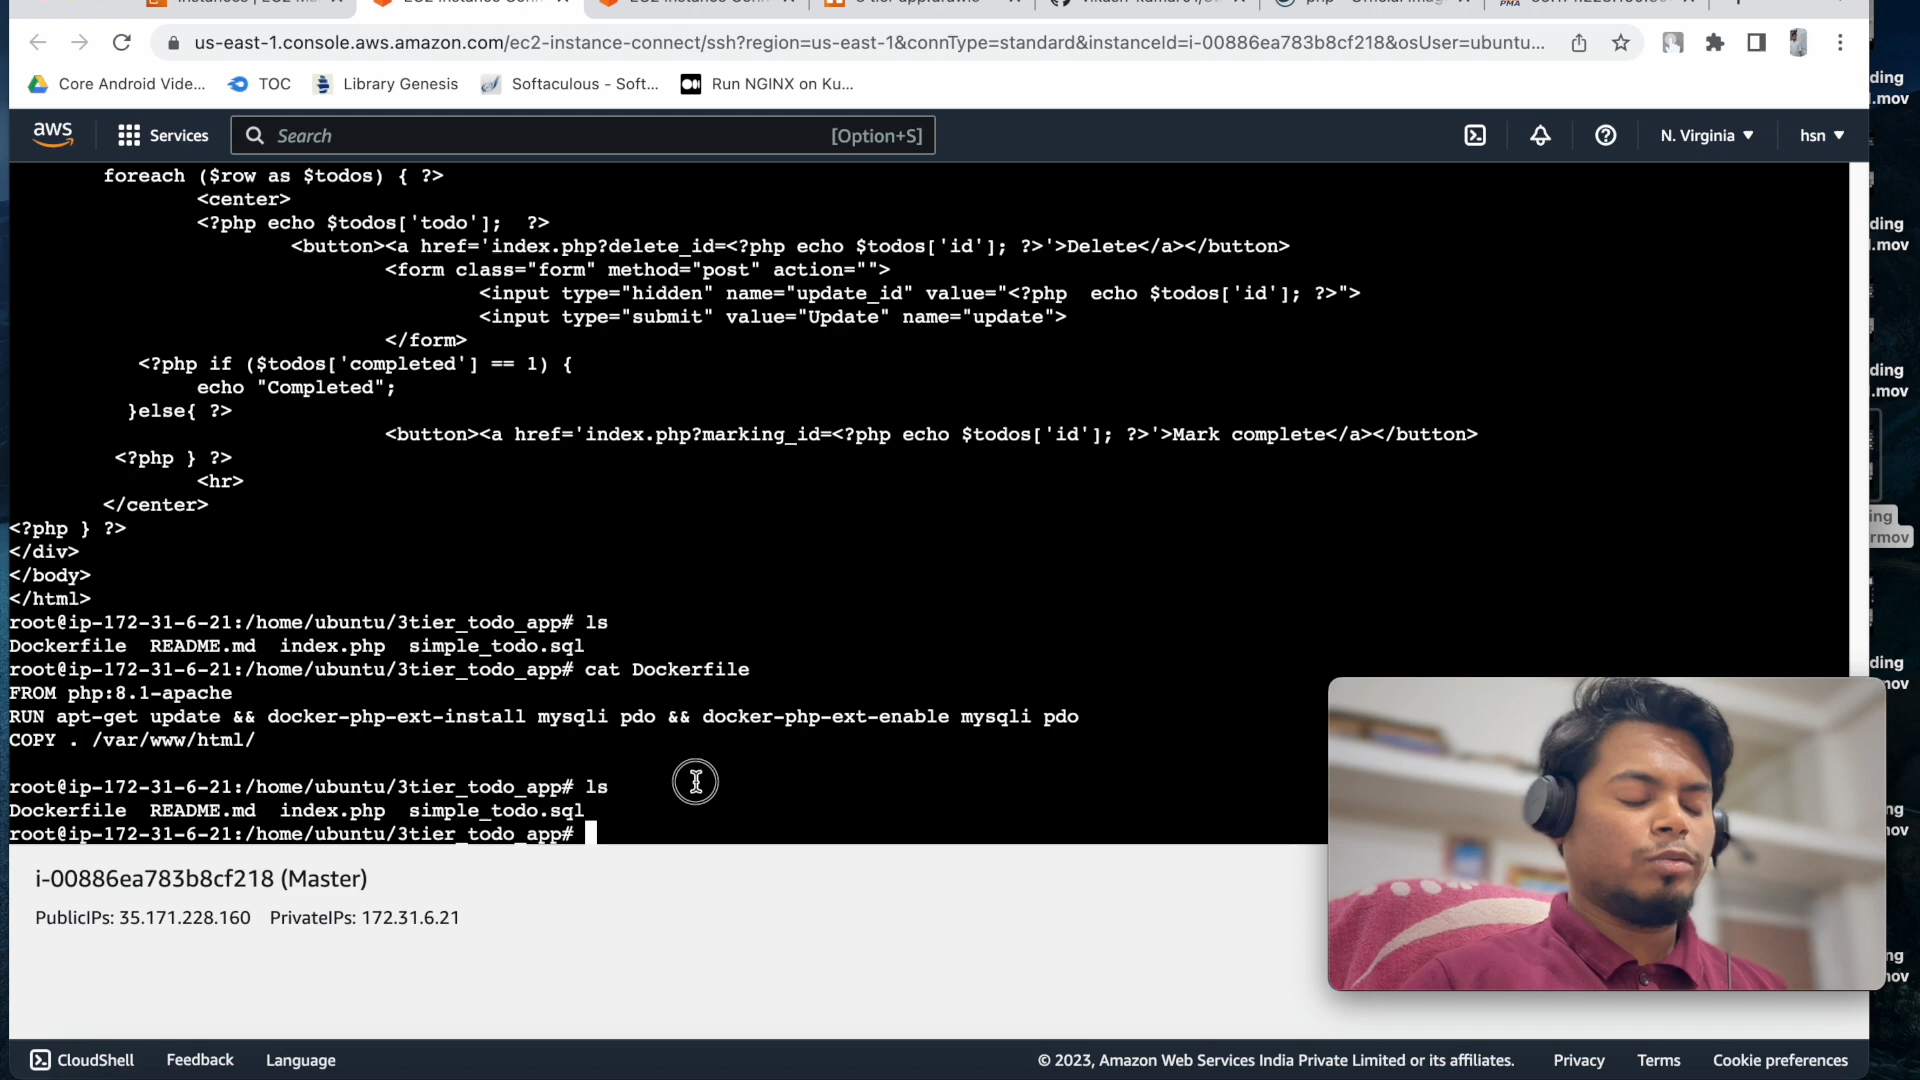 us-east-1.console.aws.amazon.com/ec2-instance-connect/ssh?region=us-east-1&connType=standard&instanceId=i-00886ea783b8cf218&osUser=ubuntu...
Core Android Vide... TOC Library Genesis Softaculous - Soft... Run NGINX on Ku...
aws Services Search [Option+S] N. Virginia hsn
foreach ($row as $todos) { ?>
<center>
<?php echo $todos['todo'];  ?>
<button><a href='index.php?delete_id=<?php echo $todos['id']; ?>'>Delete</a></button>
<form class="form" method="post" action="">
<input type="hidden" name="update_id" value="<?php  echo $todos['id']; ?>">
<input type="submit" value="Update" name="update">
</form>
<?php if ($todos['completed'] == 1) {
echo "Completed";
}else{ ?>
<button><a href='index.php?marking_id=<?php echo $todos['id']; ?>'>Mark complete</a></button>
<?php } ?>
<hr>
</center>
<?php } ?>
</div>
</body>
</html>
root@ip-172-31-6-21:/home/ubuntu/3tier_todo_app# ls
Dockerfile  README.md  index.php  simple_todo.sql
root@ip-172-31-6-21:/home/ubuntu/3tier_todo_app# cat Dockerfile
FROM php:8.1-apache
RUN apt-get update && docker-php-ext-install mysqli pdo && docker-php-ext-enable mysqli pdo
COPY . /var/www/html/
root@ip-172-31-6-21:/home/ubuntu/3tier_todo_app# ls
Dockerfile  README.md  index.php  simple_todo.sql
root@ip-172-31-6-21:/home/ubuntu/3tier_todo_app#
i-00886ea783b8cf218 (Master)
PublicIPs: 35.171.228.160 PrivateIPs: 172.31.6.21
CloudShell Feedback Language © 2023, Amazon Web Services India Private Limited or its affiliates. Privacy Terms Cookie preferences